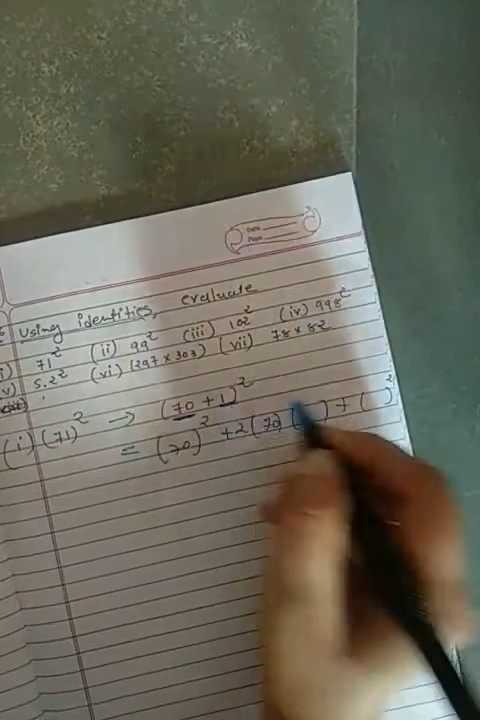 Date
Page
Using identities, evaluate
i) 71² (ii) 99² (iii) 102² (iv) 998²
v) 5.2² (vi) (297 × 303) (vii) 78 × 82
(i) (71)² → (70 + 1)²
= (70)² + 2 (70) ( ) + ( )²